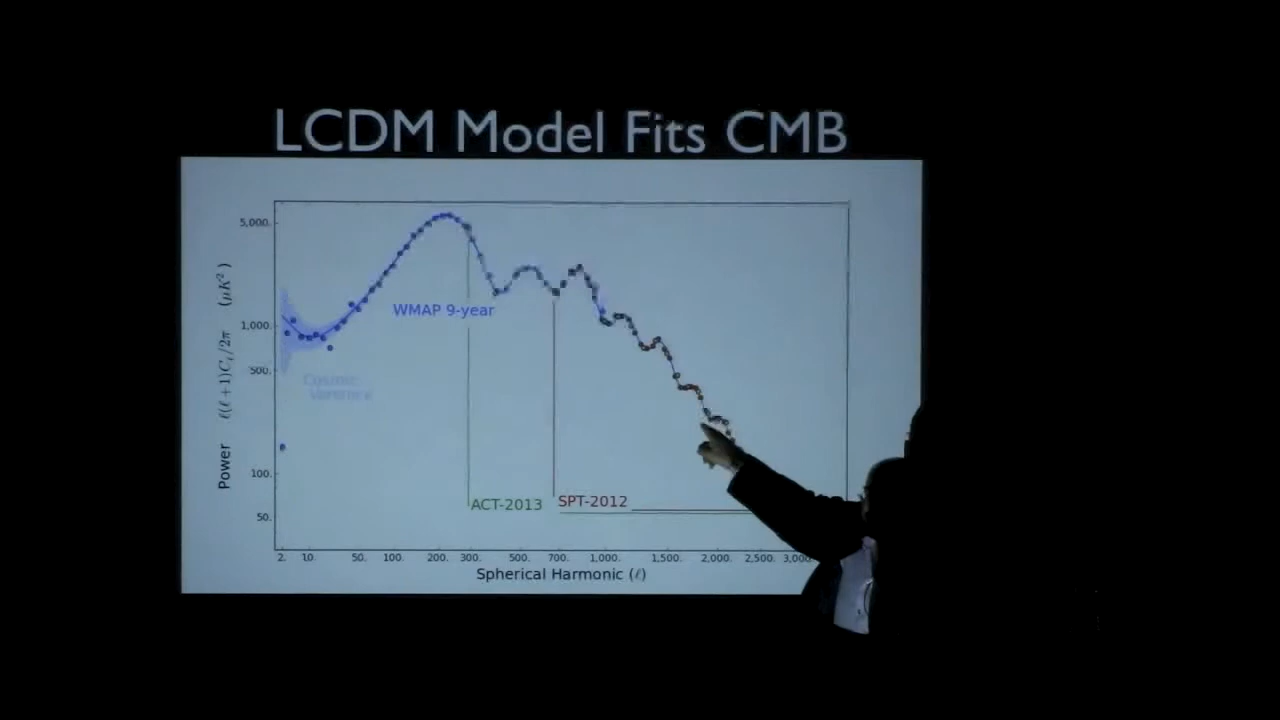 LCDM Model Fits CMB
5,000.
1,000.
500.
100.
50.
Power ℓ(ℓ+1)Cℓ/2π (μK²)
WMAP 9-year
Cosmic
Variance
ACT-2013
SPT-2012
2. 10. 50. 100. 200. 300. 500. 700. 1,000. 1,500. 2,000. 2,500. 3,000.
Spherical Harmonic (ℓ)